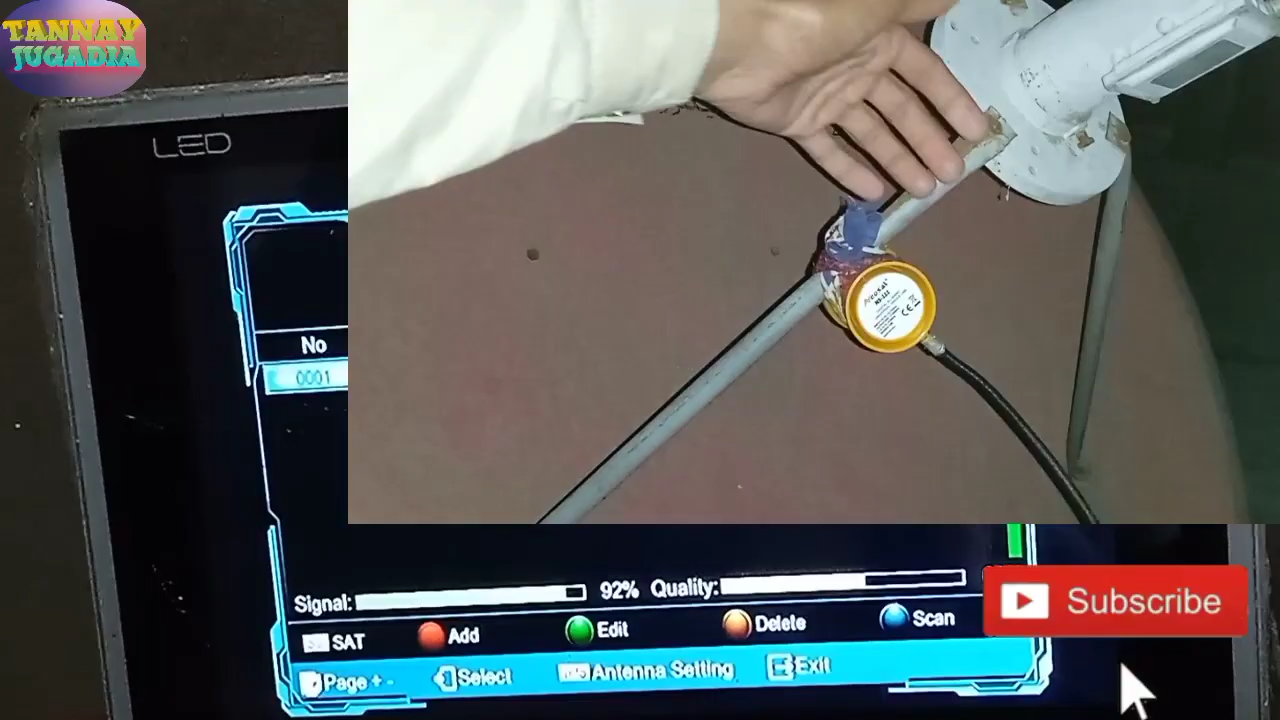 TANNAY
JUGADIA
LED
No
0001
Signal: 92% Quality:
SAT Add Edit Delete Scan
Page + - Select Antenna Setting Exit
Subscribe